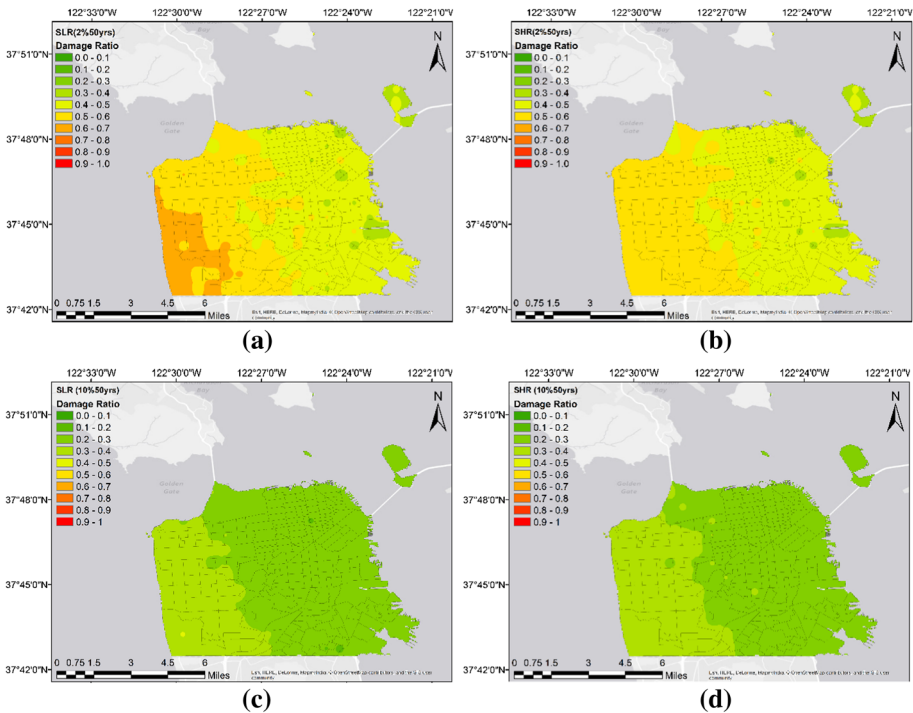 122°33'0"W 122°30'0"W 122°27'0"W 122°24'0"W 122°21'0"W
SLR(2%50yrs)
Damage Ratio
0.0 - 0.1
0.1 - 0.2
0.2 - 0.3
0.3 - 0.4
0.4 - 0.5
0.5 - 0.6
0.6 - 0.7
0.7 - 0.8
0.8 - 0.9
0.9 - 1.0
37°51'0"N
37°48'0"N
37°45'0"N
37°42'0"N
Bay
Golden
Gate
N
0 0.75 1.5 3 4.5 6
Miles
(a)
122°33'0"W 122°30'0"W 122°27'0"W 122°24'0"W 122°21'0"W
SHR(2%50yrs)
Damage Ratio
0.0 - 0.1
0.1 - 0.2
0.2 - 0.3
0.3 - 0.4
0.4 - 0.5
0.5 - 0.6
0.6 - 0.7
0.7 - 0.8
0.8 - 0.9
0.9 - 1.0
37°51'0"N
37°48'0"N
37°45'0"N
37°42'0"N
Bay
Golden
Gate
N
0 0.75 1.5 3 4.5 6
Miles
(b)
122°33'0"W 122°30'0"W 122°27'0"W 122°24'0"W 122°21'0"W
SLR (10%50yrs)
Damage Ratio
0.0 - 0.1
0.1 - 0.2
0.2 - 0.3
0.3 - 0.4
0.4 - 0.5
0.5 - 0.6
0.6 - 0.7
0.7 - 0.8
0.8 - 0.9
0.9 - 1
37°51'0"N
37°48'0"N
37°45'0"N
37°42'0"N
Bay
Golden
Gate
N
0 0.75 1.5 3 4.5 6
Miles
(c)
122°33'0"W 122°30'0"W 122°27'0"W 122°24'0"W 122°21'0"W
SHR (10%50yrs)
Damage Ratio
0.0 - 0.1
0.1 - 0.2
0.2 - 0.3
0.3 - 0.4
0.4 - 0.5
0.5 - 0.6
0.6 - 0.7
0.7 - 0.8
0.8 - 0.9
0.9 - 1
37°51'0"N
37°48'0"N
37°45'0"N
37°42'0"N
Bay
Golden
Gate
N
0 0.75 1.5 3 4.5 6
Miles
(d)